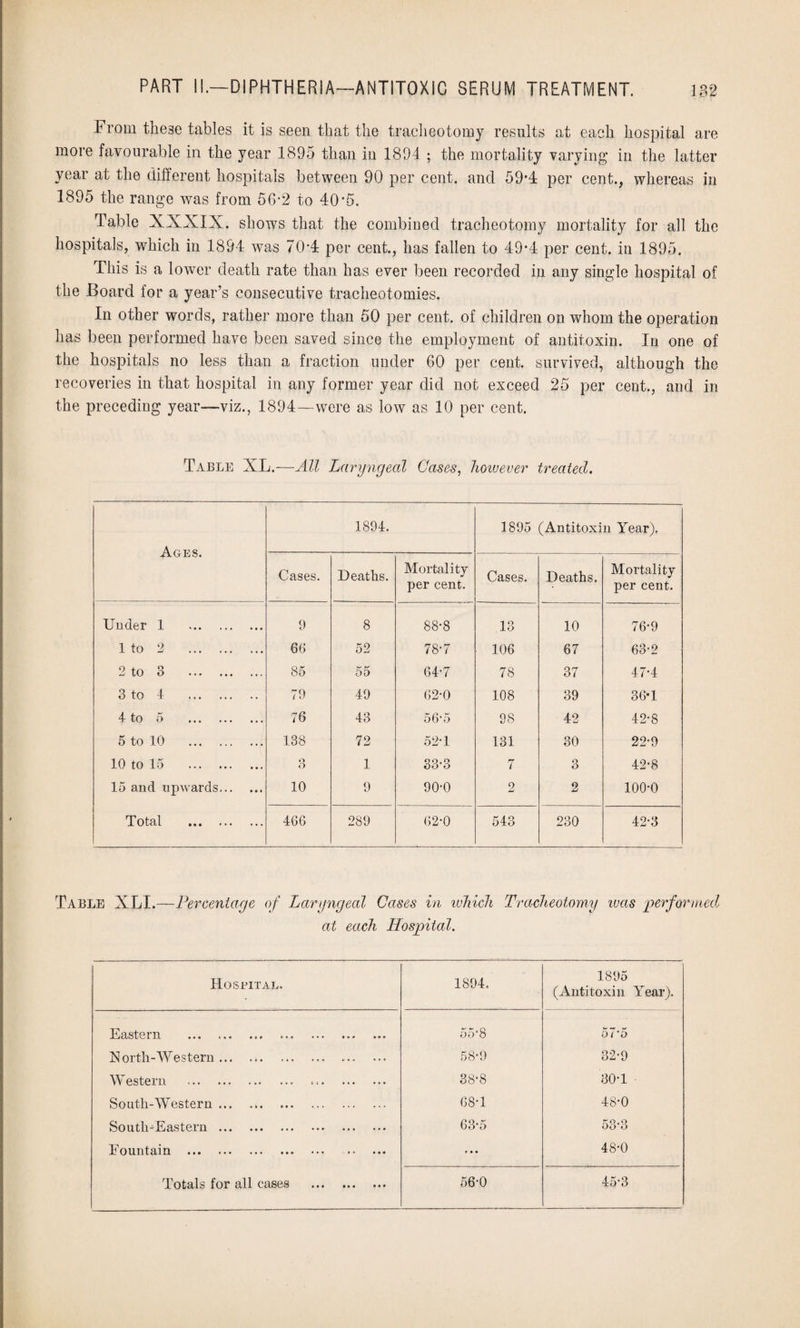 PART II.—DIPHTHERIA—ANTITOXIC SERUM TREATMENT. 132
From these tables it is seen that the tracheotomy results at each hospital are
more favourable in the year 1895 than in 1894 ; the mortality varying in the latter
year at the different hospitals between 90 per cent. and 59·4 per cent., whereas in
1895 the range was from 56·2 to 40·5.
Table XXXIX. shows that the combined tracheotomy mortality for all the
hospitals, which in 1894 was 70·4 per cent., has fallen to 49·4 per cent. in 1895.
This is a lower death rate than has ever been recorded in any single hospital of
the Board for a year's consecutive tracheotomies.
In other words, rather more than 50 per cent. of children on whom the operation
has been performed have been saved since the employment of antitoxin. In one of
the hospitals no less than a fraction under 60 per cent. survived, although the
recoveries in that hospital in any former year did not exceed 25 per cent., and in
the preceding year—viz., 1894—were as low as 10 per cent.
TABLE XL.—All Laryngeal Cases, however treated.
AGES. 1894. 1895 (Antitoxin Year).
Cases. Deaths. Mortality per cent. Cases. Deaths. Mortality per cent.
Under 1 ... ... ... 9 8 88·8 13 10 76·9
1 to 2 ... ... ... 66 52 78·7 106 67 63·2
2 to 3 ... ... ... 85 55 64·7 78 37 47·4
3 to 4 ... ... .. 79 49 62·0 108 39 36·1
4 to 5 ... ... ... 76 43 56·5 98 42 42·8
5 to 10 ... ... ... 138 72 52·1 131 30 22·9
10 to 15 ... ... ... 3 1 33·3 7 3 42·8
15 and upwards... ... 10 9 90·0 2 2 100·0
Total ... ... ... 466 289 62·0 543 230 42·3
TABLE XLI.—Percentage of Laryngeal Cases in which Tracheotomy was performed
at each Hospital.
HOSPITAL. 1894. 1895 (Antitoxin Year).
Eastern ... ... ... ... ... ... ... 55·8 57·5
North-Western ... ... ... ... ... ... 58·9 32·9
Western ... ... ... ... ... ... ... 38·8 30·1
South-Western ... ... ... ... ... ... 68·1 48·0
South-Eastern ... ... ... ... ... ... 63·5 53·3
Fountain ... ... ... ... ... .. ... ... 48·0
Totals for all cases ... ... ... 56·0 45·3